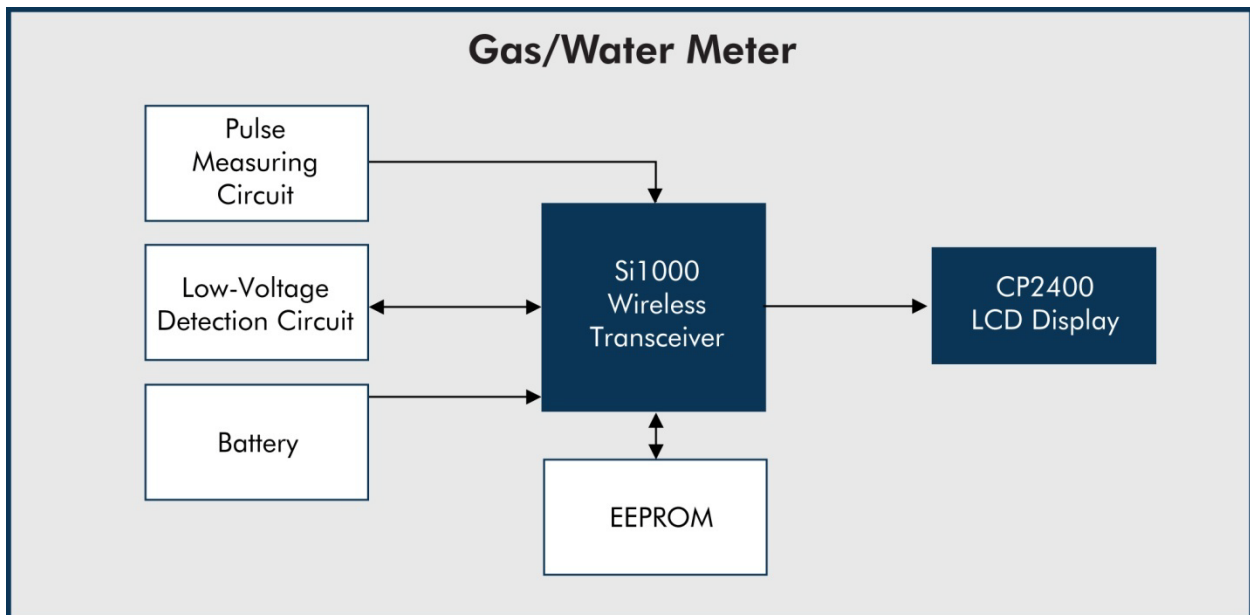 Gas/Water Meter
Pulse
Measuring
Circuit
Low-Voltage
Detection Circuit
Battery
Si1000
Wireless
Transceiver
EEPROM
CP2400
LCD Display